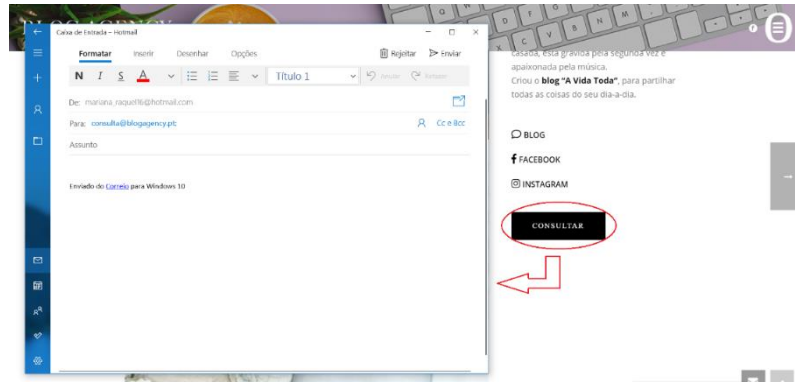 BLOG AGENCY
Caixa de Entrada – Hotmail
Formatar Inserir Desenhar Opções
Rejeitar Enviar
N I S A Título 1 Anular
De: mariana_raquel16@hotmail.com
Para: consulta@blogagency.pt;
Cc e Bcc
Assunto
Enviado do Correio para Windows 10
casada, está grávida pela segunda vez e
apaixonada pela música.
Criou o blog "A Vida Toda", para partilhar
todas as coisas do seu dia-a-dia.
BLOG
FACEBOOK
INSTAGRAM
CONSULTAR